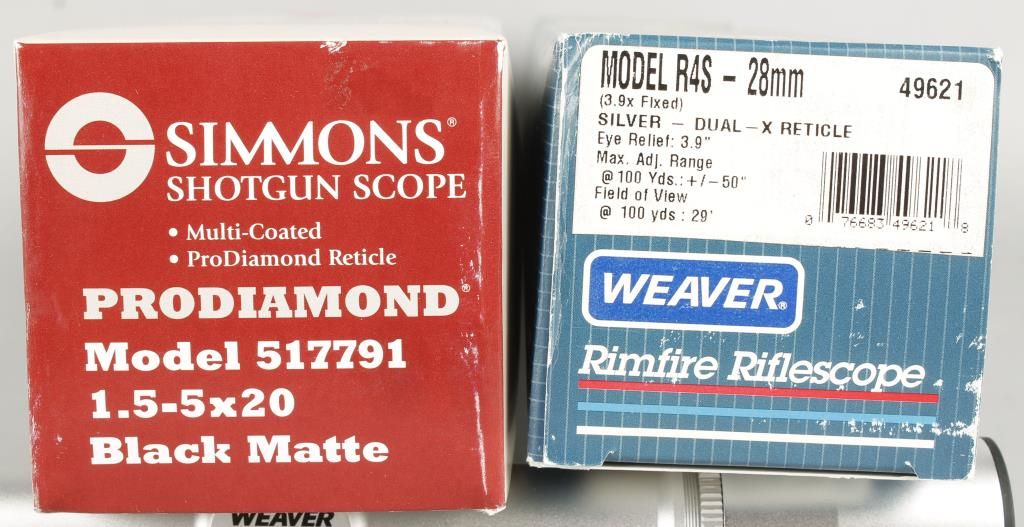 SIMMONS®
SHOTGUN SCOPE
• Multi-Coated
• ProDiamond Reticle
PRODIAMOND®
Model 517791
1.5-5x20
Black Matte
MODEL R4S - 28mm 49621
(3.9x Fixed)
SILVER - DUAL-X RETICLE
Eye Relief: 3.9"
Max. Adj. Range
@ 100 Yds.: +/-50"
Field of View
@ 100 yds : 29'
0 76683 49621 8
WEAVER®
Rimfire Riflescope
WEAVER